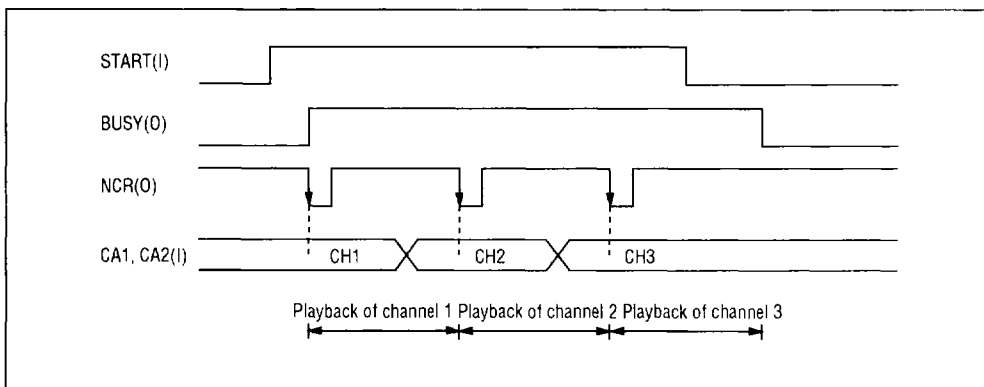 START(I)
BUSY(O)
NCR(O)
CA1, CA2(I)
CH1
CH2
CH3
Playback of channel 1 Playback of channel 2 Playback of channel 3